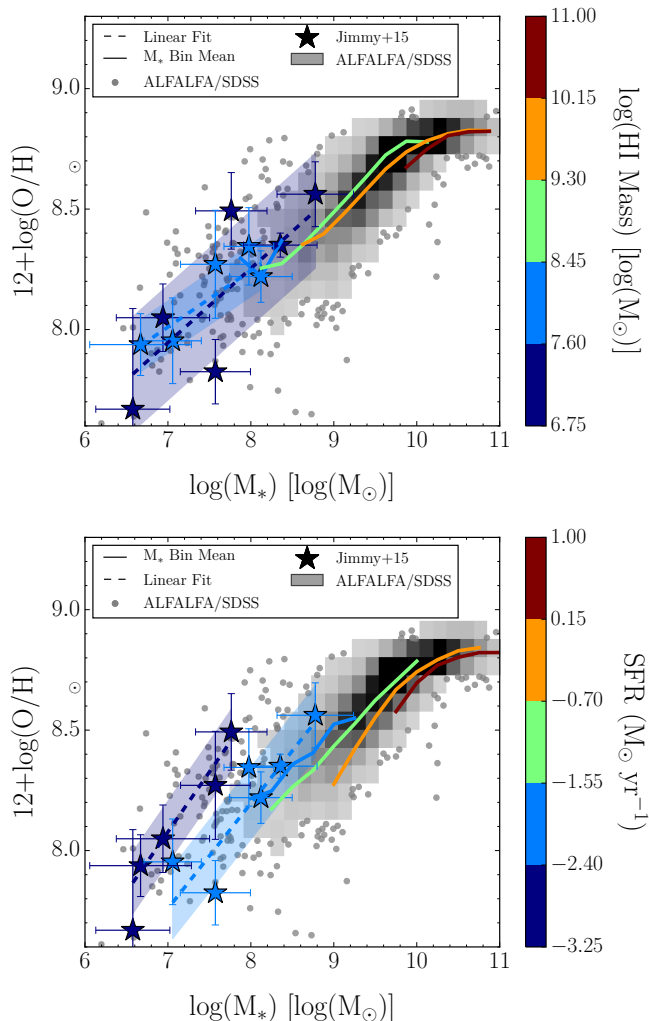 Linear Fit
M* Bin Mean
ALFALFA/SDSS
Jimmy+15
ALFALFA/SDSS
9.0
8.5
8.0
12+log(O/H)
⊙
6 7 8 9 10 11
log(M*) [log(M⊙)]
11.00
10.15
9.30
8.45
7.60
6.75
log(HI Mass) [log(M⊙)]
M* Bin Mean
Linear Fit
ALFALFA/SDSS
Jimmy+15
ALFALFA/SDSS
9.0
8.5
8.0
12+log(O/H)
⊙
6 7 8 9 10 11
log(M*) [log(M⊙)]
1.00
0.15
−0.70
−1.55
−2.40
−3.25
SFR (M⊙ yr⁻¹)